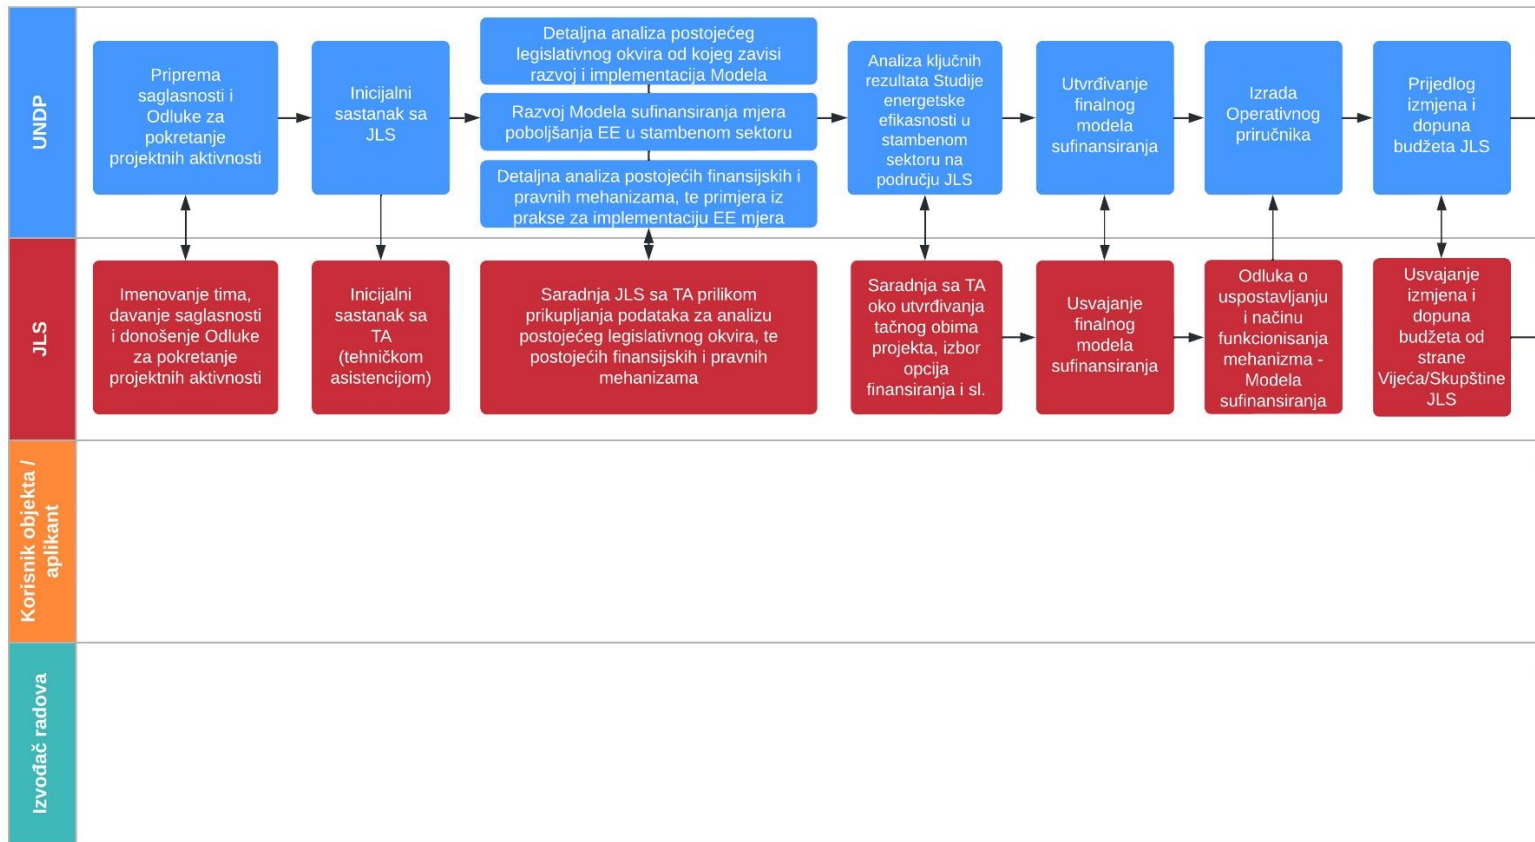 UNDP
Priprema
saglasnosti i
Odluke za
pokretanje
projektnih aktivnosti
Inicijalni
sastanak sa
JLS
Detaljna analiza postojećeg
legislativnog okvira od kojeg zavisi
razvoj i implementacija Modela
Razvoj Modela sufinansiranja mjera
poboljšanja EE u stambenom sektoru
Detaljna analiza postojećih finansijskih i
pravnih mehanizama, te primjera iz
prakse za implementaciju EE mjera
Analiza ključnih
rezultata Studije
energetske
efikasnosti u
stambenom
sektoru na
području JLS
Utvrđivanje
finalnog
modela
sufinansiranja
Izrada
Operativnog
priručnika
Prijedlog
izmjena i
dopuna
budžeta JLS
JLS
Imenovanje tima,
davanje saglasnosti
i donošenje Odluke
za pokretanje
projektnih aktivnosti
Inicijalni
sastanak sa
TA
(tehničkom
asistencijom)
Saradnja JLS sa TA prilikom
prikupljanja podataka za analizu
postojećeg legislativnog okvira, te
postojećih finansijskih i pravnih
mehanizama
Saradnja sa TA
oko utvrđivanja
tačnog obima
projekta, izbor
opcija
finansiranja i sl.
Usvajanje
finalnog
modela
sufinansiranja
Odluka o
uspostavljanju
i načinu
funkcionisanja
mehanizma -
Modela
sufinansiranja
Usvajanje
izmjena i
dopuna
budžeta od
strane
Vijeća/Skupštine
JLS
Korisnik objekta /
aplikant
Izvođač radova